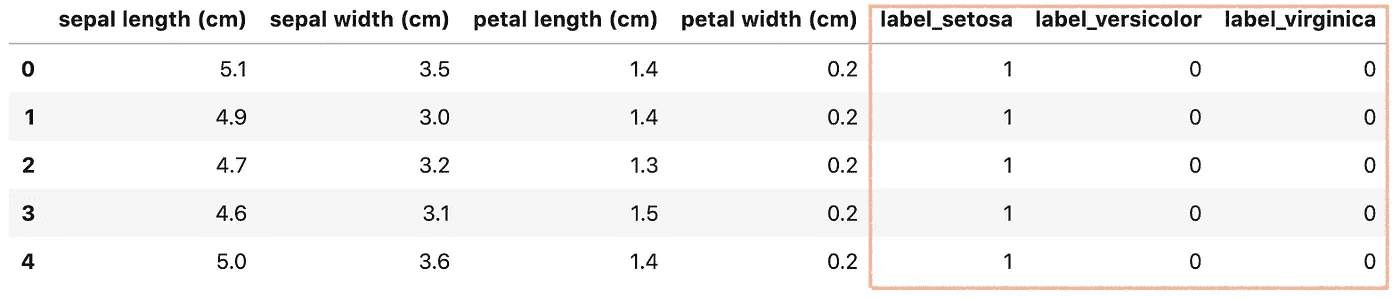 sepal length (cm) sepal width (cm) petal length (cm) petal width (cm) label_setosa label_versicolor label_virginica
0 5.1 3.5 1.4 0.2 1 0 0
1 4.9 3.0 1.4 0.2 1 0 0
2 4.7 3.2 1.3 0.2 1 0 0
3 4.6 3.1 1.5 0.2 1 0 0
4 5.0 3.6 1.4 0.2 1 0 0